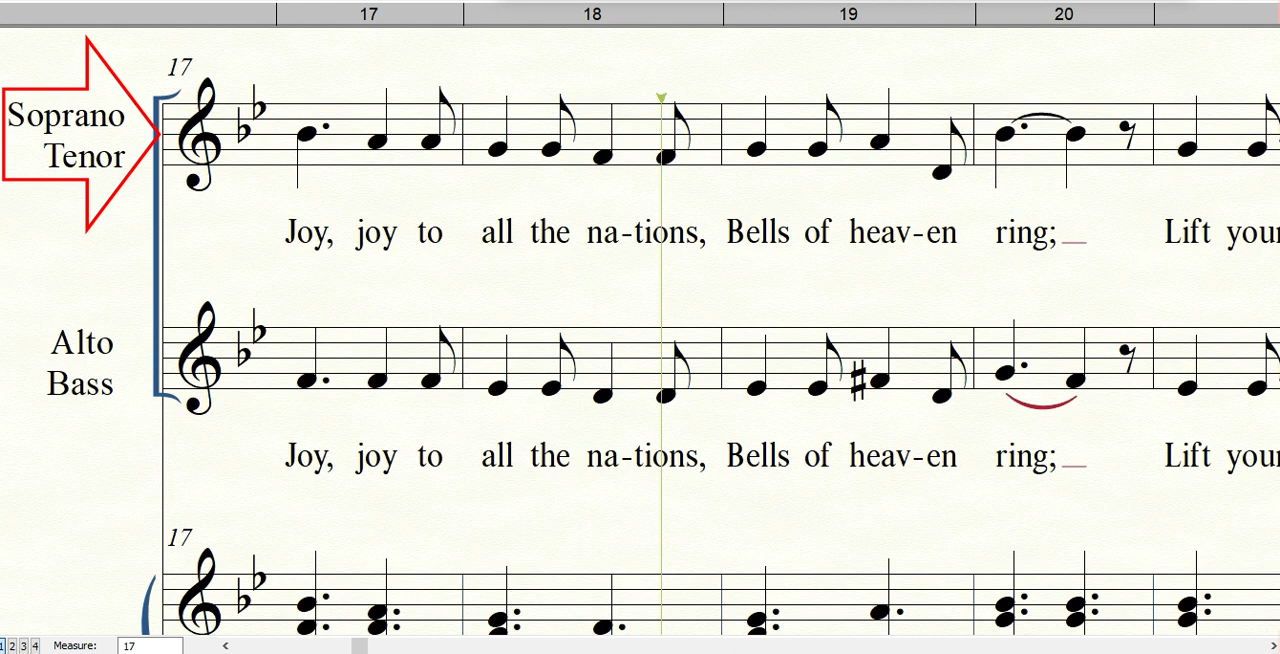 17 18 19 20
17
Soprano
Tenor
Joy, joy to all the na-tions, Bells of heav-en ring; Lift your
Alto
Bass
Joy, joy to all the na-tions, Bells of heav-en ring; Lift your
17
1 2 3 4 Measure: 17